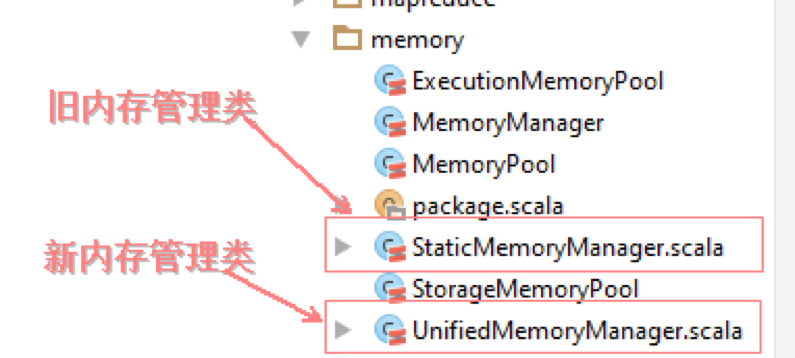 mapreduce
memory
ExecutionMemoryPool
旧内存管理类
MemoryManager
MemoryPool
package.scala
StaticMemoryManager.scala
新内存管理类
StorageMemoryPool
UnifiedMemoryManager.scala